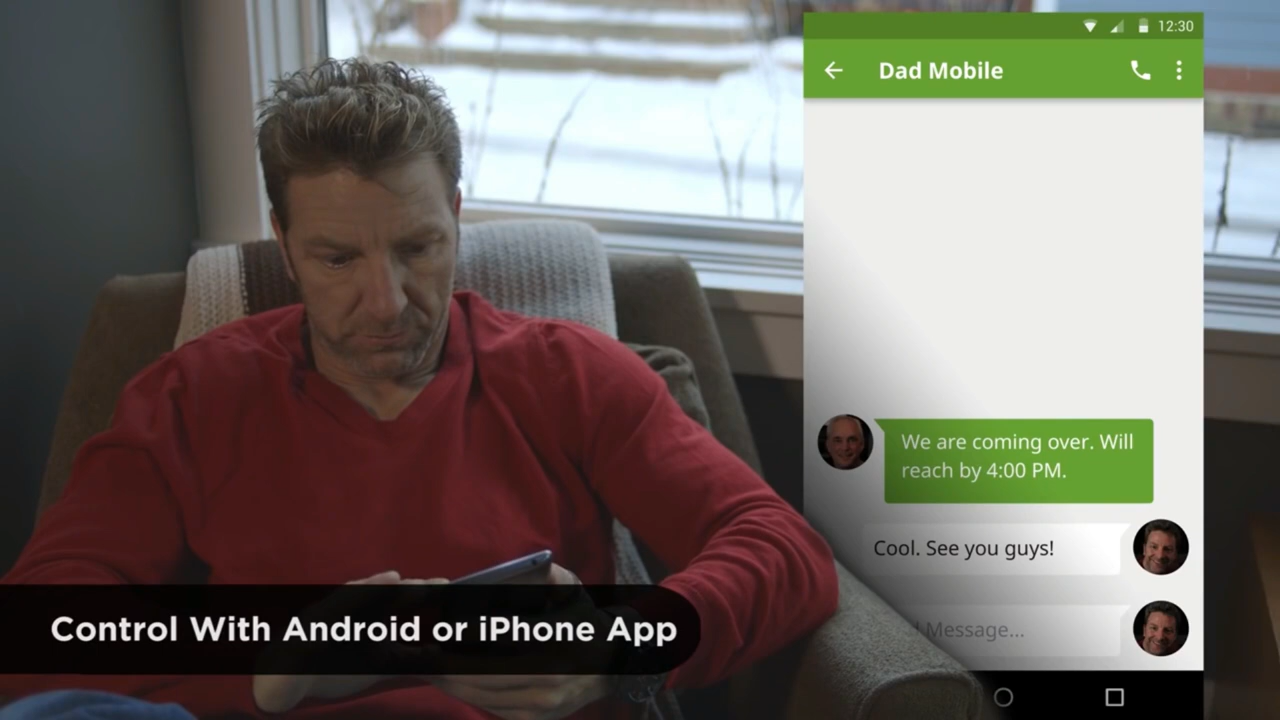 12:30
Dad Mobile
We are coming over. Will
reach by 4:00 PM.
Cool. See you guys!
Message...
Control With Android or iPhone App